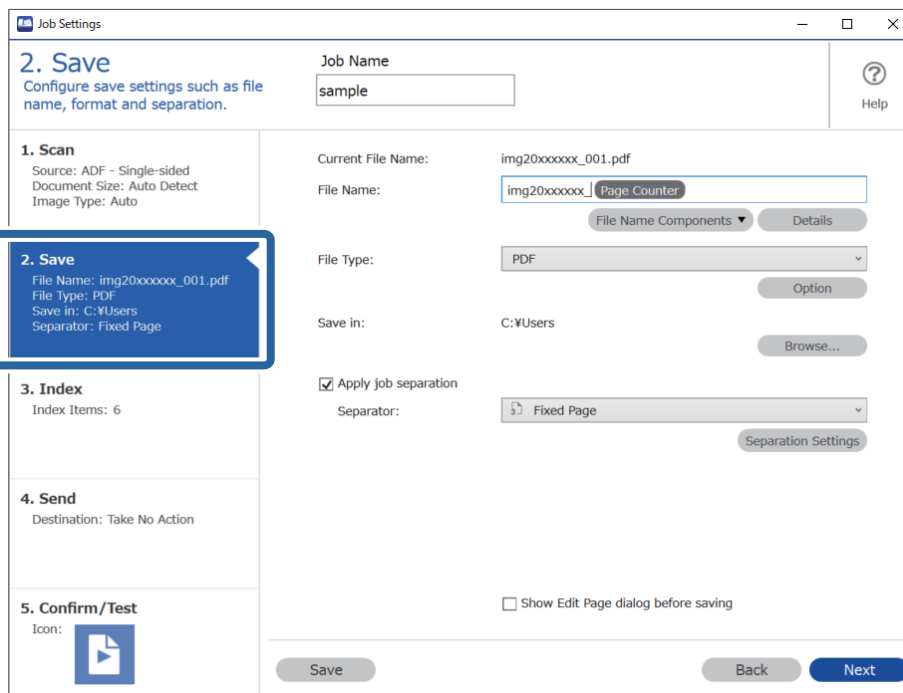 Job Settings
2. Save
Configure save settings such as file
name, format and separation.
Job Name
sample
Help
1. Scan
Source: ADF - Single-sided
Document Size: Auto Detect
Image Type: Auto
2. Save
File Name: img20xxxxxx_001.pdf
File Type: PDF
Save in: C:¥Users
Separator: Fixed Page
3. Index
Index Items: 6
4. Send
Destination: Take No Action
5. Confirm/Test
Icon:
Current File Name: img20xxxxxx_001.pdf
File Name: img20xxxxxx_ Page Counter
File Name Components ▼ Details
File Type: PDF
Option
Save in: C:¥Users
Browse...
Apply job separation
Separator: Fixed Page
Separation Settings
Show Edit Page dialog before saving
Save Back Next